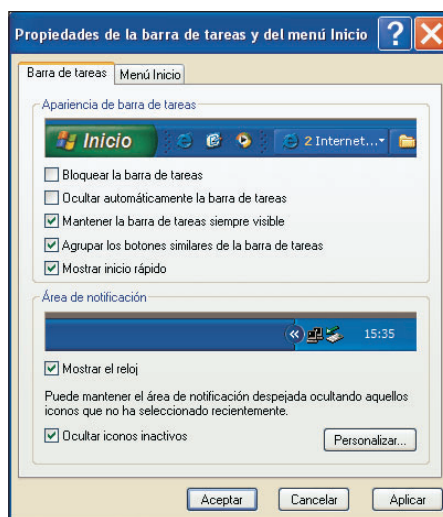 Propiedades de la barra de tareas y del menú Inicio
Barra de tareas
Menú Inicio
Apariencia de barra de tareas
Inicio
2 Internet...
Bloquear la barra de tareas
Ocultar automáticamente la barra de tareas
Mantener la barra de tareas siempre visible
Agrupar los botones similares de la barra de tareas
Mostrar inicio rápido
Área de notificación
15:35
Mostrar el reloj
Puede mantener el área de notificación despejada ocultando aquellos
iconos que no ha seleccionado recientemente.
Ocultar iconos inactivos
Personalizar...
Aceptar
Cancelar
Aplicar